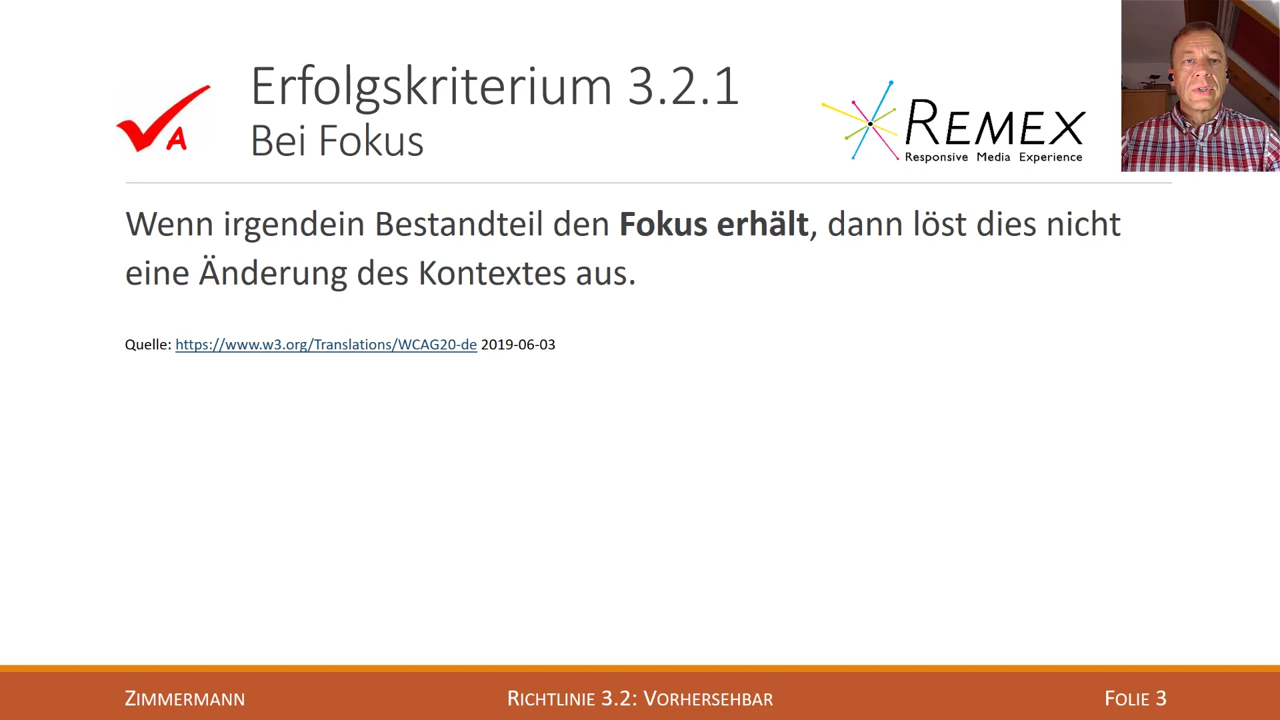 A
Erfolgskriterium 3.2.1
Bei Fokus
REMEX
Responsive Media Experience
Wenn irgendein Bestandteil den Fokus erhält, dann löst dies nicht
eine Änderung des Kontextes aus.
Quelle: https://www.w3.org/Translations/WCAG20-de 2019-06-03
ZIMMERMANN
RICHTLINIE 3.2: VORHERSEHBAR
FOLIE 3